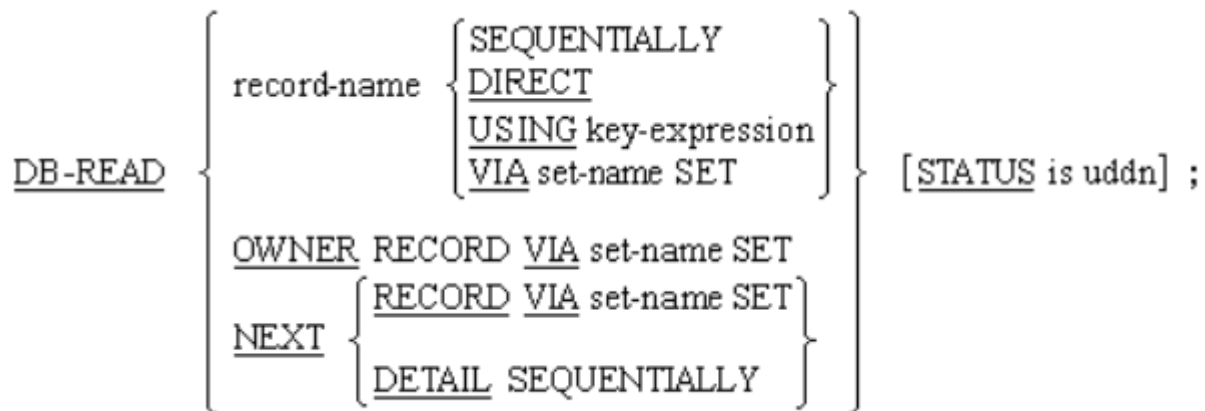 SEQUENTIALLY
record-name DIRECT
USING key-expression
DB-READ VIA set-name SET [STATUS is uddn] ;
OWNER RECORD VIA set-name SET
RECORD VIA set-name SET
NEXT
DETAIL SEQUENTIALLY